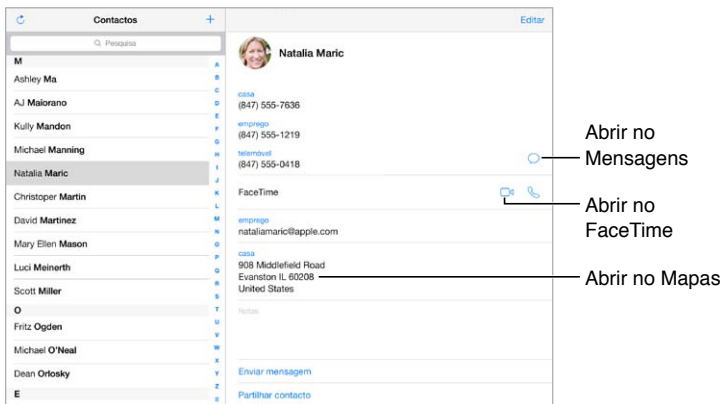 Contactos
+
Editar
Pesquisa
M
Ashley Ma
AJ Maiorano
Kully Mandon
Michael Manning
Natalia Maric
Christoper Martin
David Martinez
Mary Ellen Mason
Luci Meinerth
Scott Miller
O
Fritz Ogden
Michael O'Neal
Dean Orlosky
E
A
B
C
D
E
F
G
H
I
J
K
L
M
N
O
P
Q
R
S
T
U
V
W
X
Y
Z
#
Natalia Maric
casa
(847) 555-7636
emprego
(847) 555-1219
telemóvel
(847) 555-0418
FaceTime
emprego
nataliamaric@apple.com
casa
908 Middlefield Road
Evanston IL 60208
United States
Notas
Enviar mensagem
Partilhar contacto
Abrir no
Mensagens
Abrir no
FaceTime
Abrir no Mapas